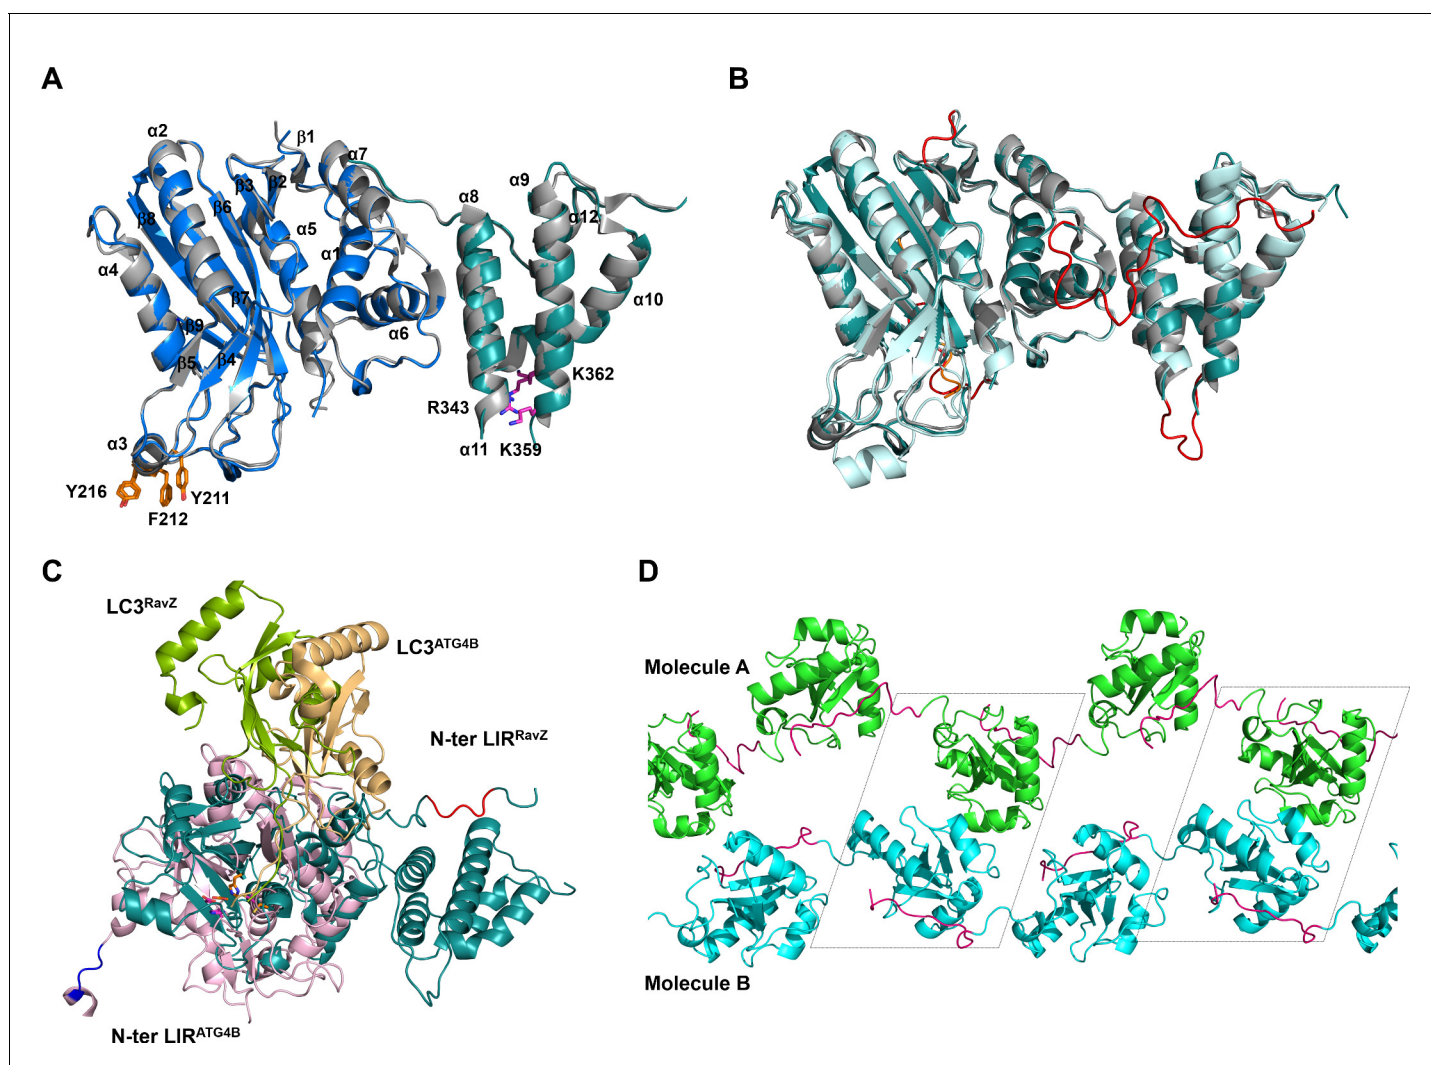 A
α2
β1
α7
β3
β2
β6
β8
α5
α4
α1
β7
β9
β5
β4
α6
α3
Y216
Y211
F212
α8
α9
α12
α10
K362
R343
α11
K359
B
C
LC3RavZ
LC3ATG4B
N-ter LIRRavZ
N-ter LIRATG4B
D
Molecule A
Molecule B